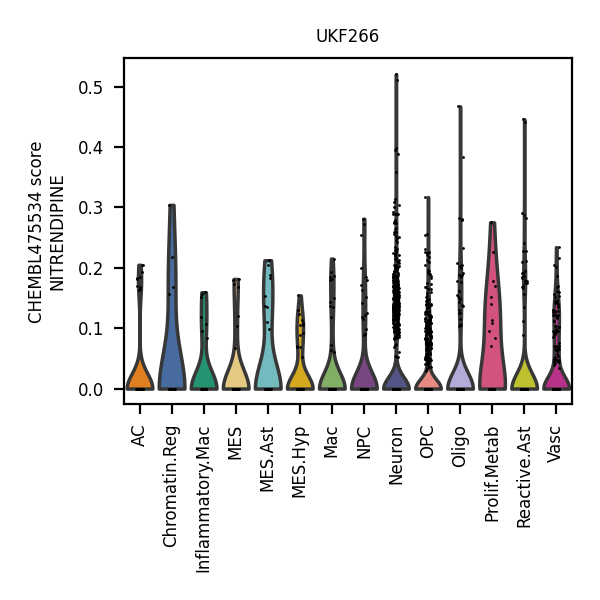 UKF266
CHEMBL475534 score
NITRENDIPINE
0.5
0.4
0.3
0.2
0.1
0.0
AC
Chromatin.Reg
Inflammatory.Mac
MES
MES.Ast
MES.Hyp
Mac
NPC
Neuron
OPC
Oligo
Prolif.Metab
Reactive.Ast
Vasc